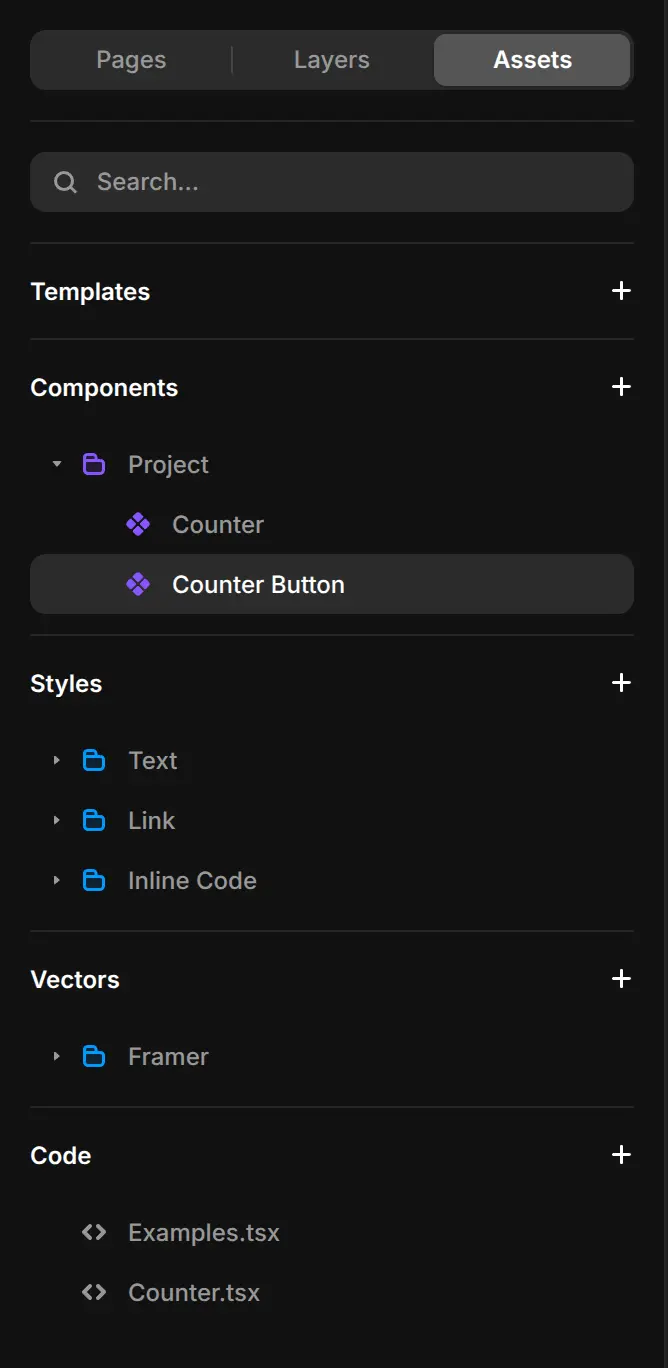 Pages Layers Assets
Search...
Templates
Components
Project
Counter
Counter Button
Styles
Text
Link
Inline Code
Vectors
Framer
Code
Examples.tsx
Counter.tsx